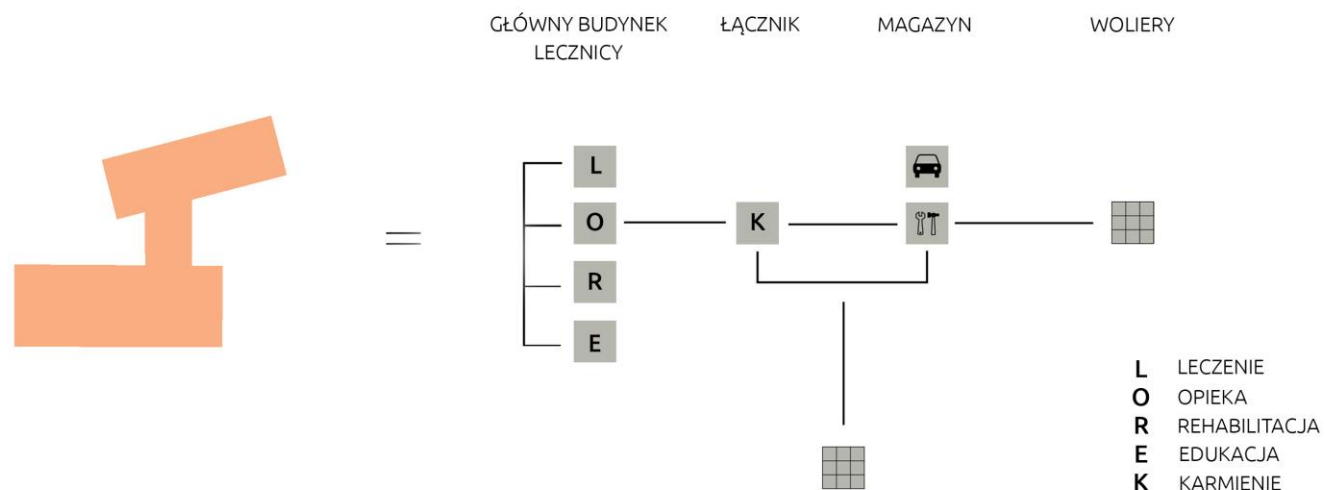 GŁÓWNY BUDYNEK
LECZNICY
ŁĄCZNIK
MAGAZYN
WOLIERY
L
O
K
R
E
L LECZENIE
O OPIEKA
R REHABILITACJA
E EDUKACJA
K KARMIENIE